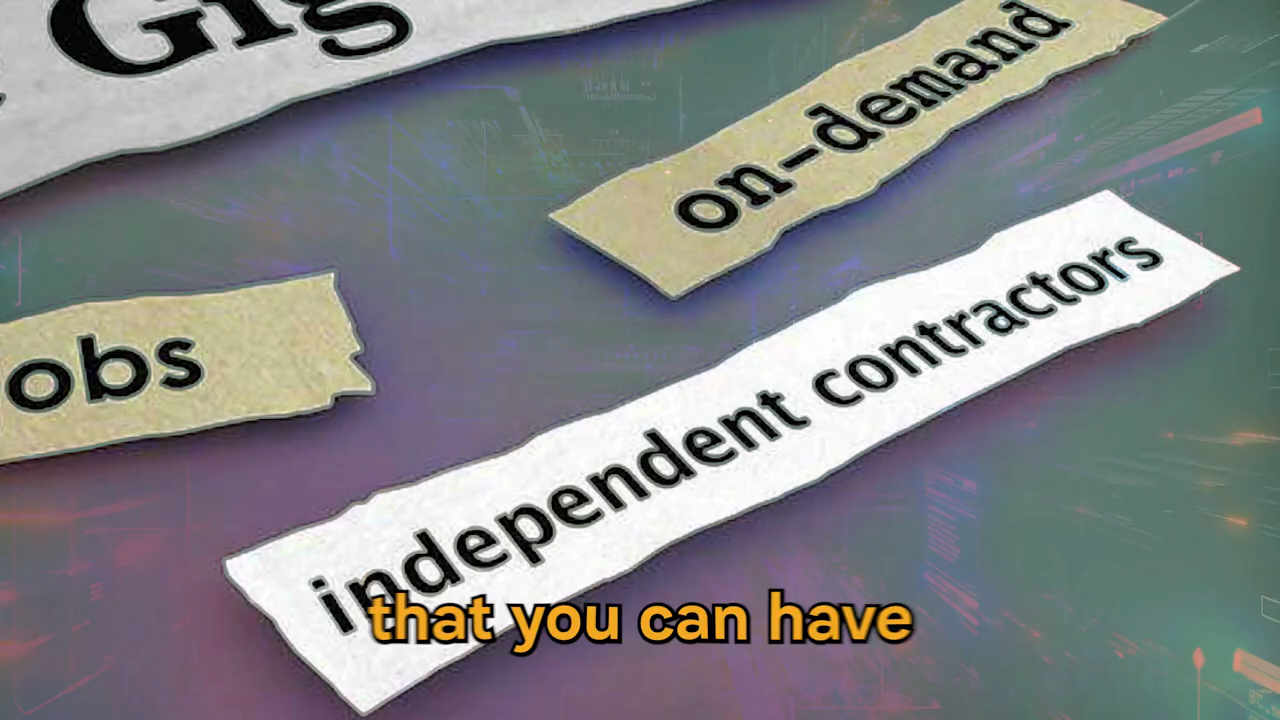 Gig
on-demand
obs
independent contractors
that you can have